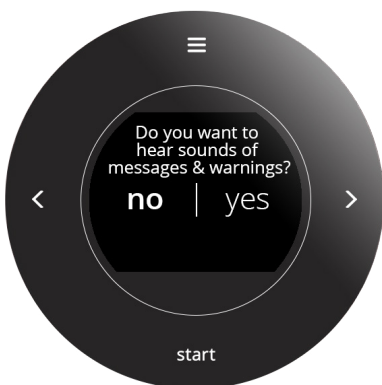 Do you want to
hear sounds of
messages & warnings?
no | yes
start